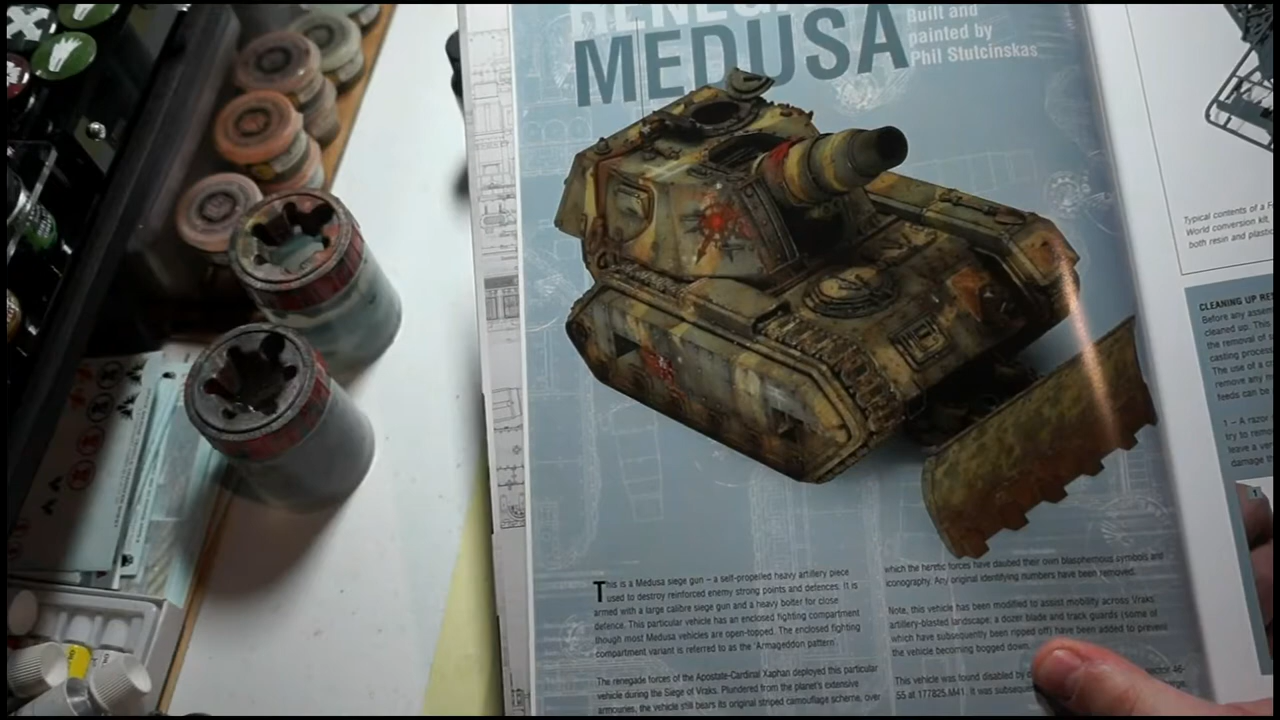 RENEGADE
MEDUSA
Built and
painted by
Phil Stutcinskas
This is a Medusa siege gun – a self-propelled heavy artillery piece
used to destroy reinforced enemy strong points and defences. It is
armed with a large calibre siege gun and a heavy bolter for close
defence. This particular vehicle has an enclosed fighting compartment
though most Medusa vehicles are open-topped. The enclosed fighting
compartment variant is referred to as the 'Armageddon pattern'.
The renegade forces of the Apostate-Cardinal Xaphan deployed this particular
vehicle during the Siege of Vraks. Plundered from the planet's extensive
armouries, the vehicle still bears its original striped camouflage scheme, over
which the heretic forces have daubed their own blasphemous symbols and
iconography. Any original identifying numbers have been removed.
Note, this vehicle has been modified to assist mobility across Vraks'
artillery-blasted landscape; a dozer blade and track guards (some of
which have subsequently been ripped off) have been added to prevent
the vehicle becoming bogged down.
This vehicle was found disabled by 46-
55 at 177825.M41. It was
Typical contents of a
World conversion kit,
both resin and
CLEANING UP
Before any
cleaned up. This
the removal of
casting
The use of a
remove any
feeds can be
1 – A razor
try to
leave a
damage
1